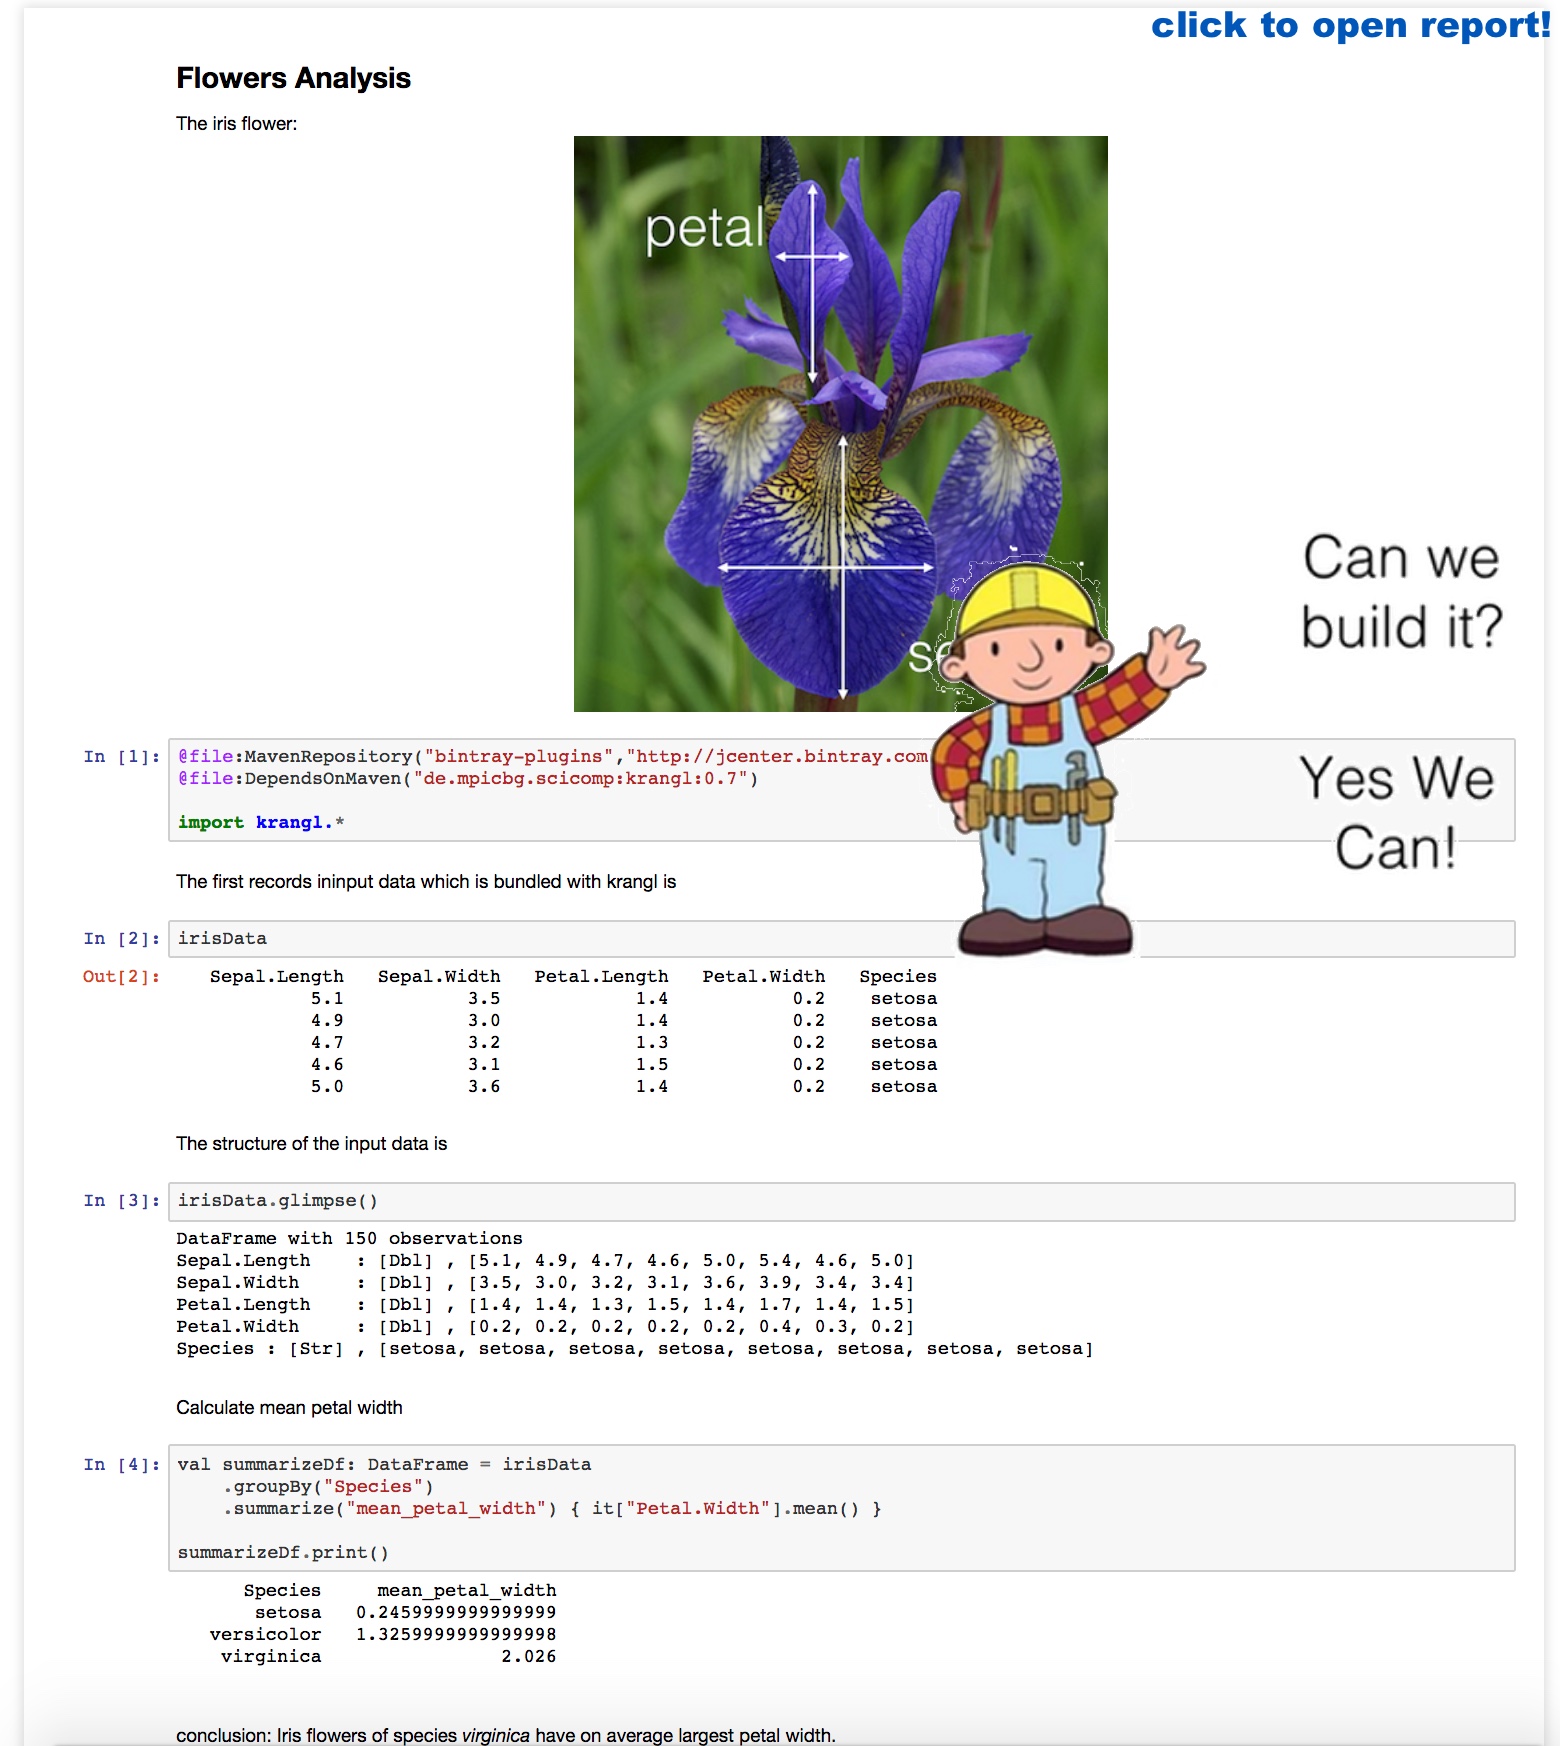 click to open report!
Flowers Analysis
The iris flower:
petal
se
Can we
build it?
In [1]: @file:MavenRepository("bintray-plugins","http://jcenter.bintray.com
@file:DependsOnMaven("de.mpicbg.scicomp:krangl:0.7")
import krangl.*
Yes We
Can!
The first records ininput data which is bundled with krangl is
In [2]: irisData
Out[2]: Sepal.Length Sepal.Width Petal.Length Petal.Width Species
5.1 3.5 1.4 0.2 setosa
4.9 3.0 1.4 0.2 setosa
4.7 3.2 1.3 0.2 setosa
4.6 3.1 1.5 0.2 setosa
5.0 3.6 1.4 0.2 setosa
The structure of the input data is
In [3]: irisData.glimpse()
DataFrame with 150 observations
Sepal.Length : [Dbl] , [5.1, 4.9, 4.7, 4.6, 5.0, 5.4, 4.6, 5.0]
Sepal.Width : [Dbl] , [3.5, 3.0, 3.2, 3.1, 3.6, 3.9, 3.4, 3.4]
Petal.Length : [Dbl] , [1.4, 1.4, 1.3, 1.5, 1.4, 1.7, 1.4, 1.5]
Petal.Width : [Dbl] , [0.2, 0.2, 0.2, 0.2, 0.2, 0.4, 0.3, 0.2]
Species : [Str] , [setosa, setosa, setosa, setosa, setosa, setosa, setosa, setosa]
Calculate mean petal width
In [4]: val summarizeDf: DataFrame = irisData
.groupBy("Species")
.summarize("mean_petal_width") { it["Petal.Width"].mean() }
summarizeDf.print()
Species mean_petal_width
setosa 0.2459999999999999
versicolor 1.3259999999999998
virginica 2.026
conclusion: Iris flowers of species virginica have on average largest petal width.